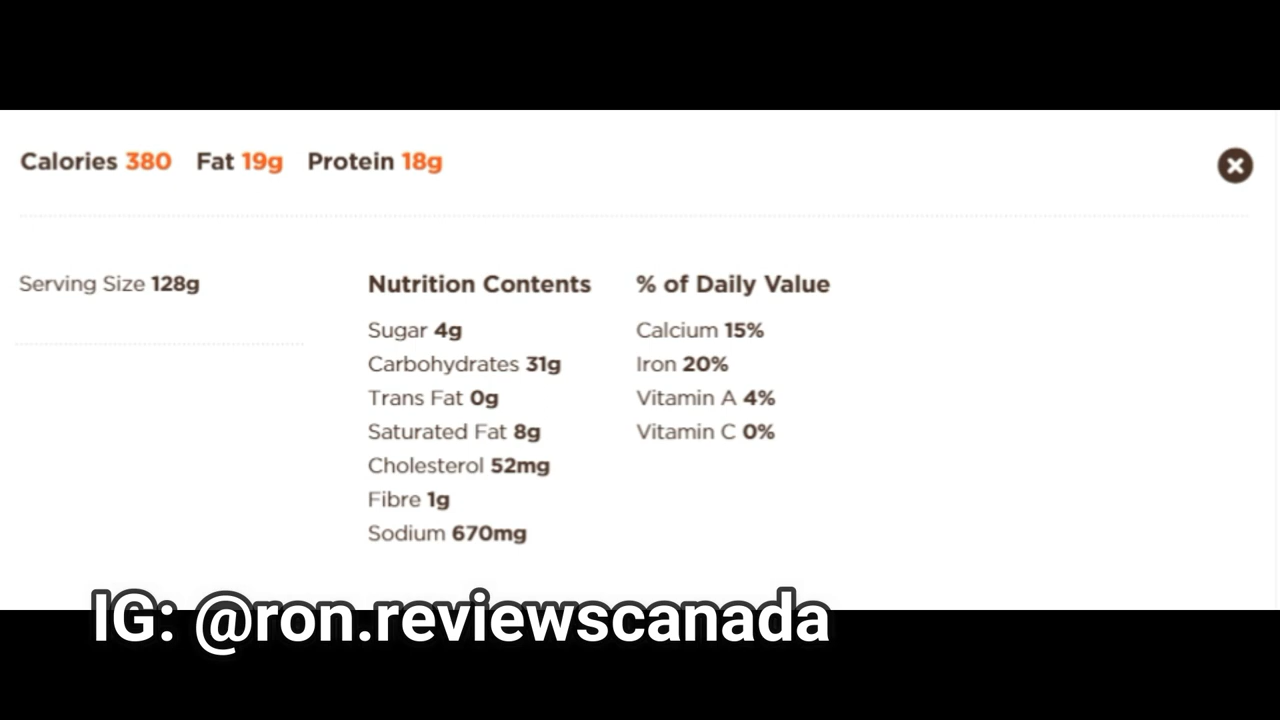 Calories 380 Fat 19g Protein 18g
Serving Size 128g
Nutrition Contents
Sugar 4g
Carbohydrates 31g
Trans Fat 0g
Saturated Fat 8g
Cholesterol 52mg
Fibre 1g
Sodium 670mg
% of Daily Value
Calcium 15%
Iron 20%
Vitamin A 4%
Vitamin C 0%
IG: @ron.reviewscanada